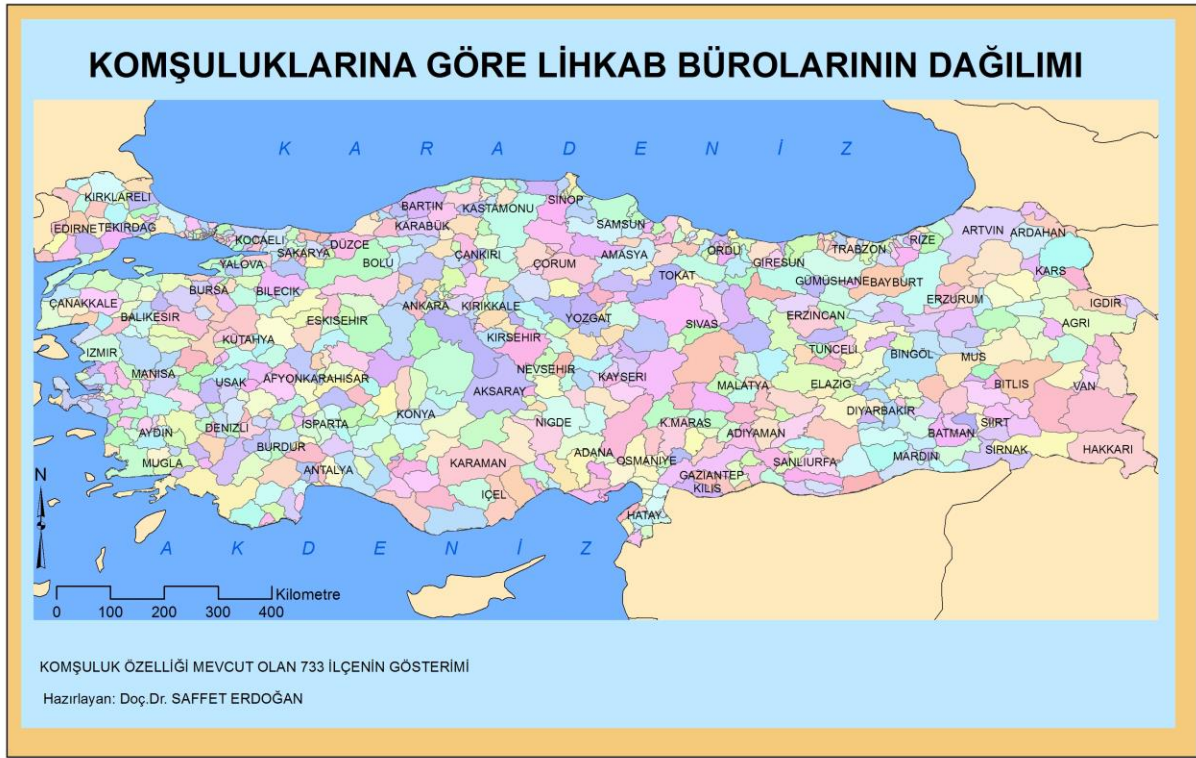 KOMŞULUKLARINA GÖRE LİHKAB BÜROLARININ DAĞILIMI
K A R A D E N İ Z
KIRKLARELI
EDIRNE TEKIRDAG
KOCAELI
YALOVA
SAKARYA
DÜZCE
BOLU
BARTIN
KARABÜK
KASTAMONU
SINOP
SAMSUN
ÇANKIRI
ÇORUM
AMASYA
TOKAT
ORDU
GIRESUN
TRABZON
RIZE
ARTVIN
ARDAHAN
KARS
GÜMÜSHANE
BAYBURT
ERZURUM
IGDIR
AGRI
ÇANAKKALE
BALIKESIR
BURSA
BILECIK
ESKISEHIR
KÜTAHYA
ANKARA
KIRIKKALE
KIRSEHIR
YOZGAT
SIVAS
ERZINCAN
TUNCELI
BINGÖL
MUS
BITLIS
VAN
IZMIR
MANISA
USAK
AFYONKARAHISAR
AKSARAY
NEVSEHIR
KAYSERI
MALATYA
ELAZIG
DIYARBAKIR
BATMAN
SIIRT
SIRNAK
HAKKARI
AYDIN
DENIZLI
ISPARTA
BURDUR
KONYA
NIGDE
K.MARAS
ADIYAMAN
SANLIURFA
MARDIN
MUGLA
ANTALYA
KARAMAN
IÇEL
ADANA
OSMANIYE
GAZIANTEP
KILIS
HATAY
N
A K D E N İ Z
Kilometre
0 100 200 300 400
KOMŞULUK ÖZELLİĞİ MEVCUT OLAN 733 İLÇENİN GÖSTERİMİ
Hazırlayan: Doç.Dr. SAFFET ERDOĞAN